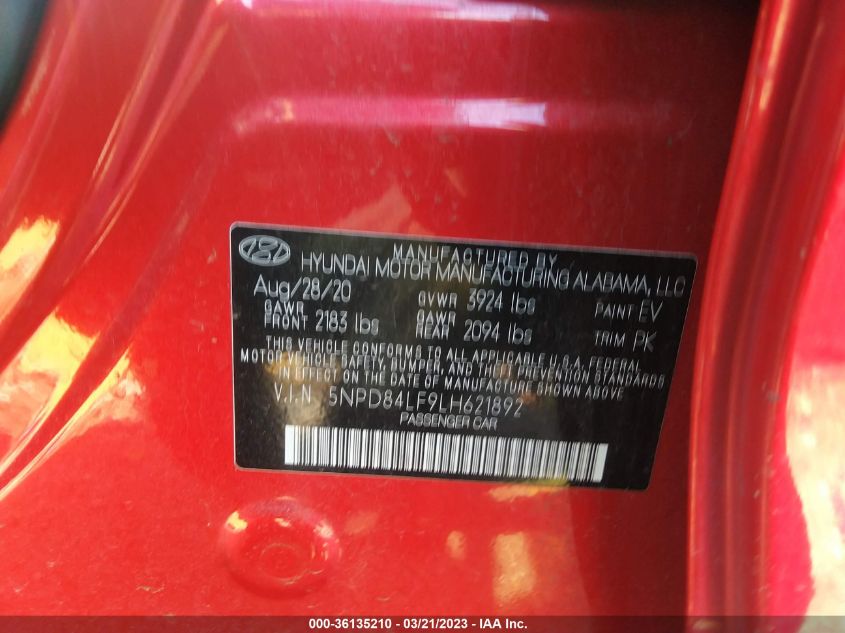 MANUFACTURED BY
HYUNDAI MOTOR MANUFACTURING ALABAMA, LLC
Aug/28/20 GVWR 3924 lbs PAINT EV
GAWR FRONT 2183 lbs GAWR REAR 2094 lbs TRIM PK
THIS VEHICLE CONFORMS TO ALL APPLICABLE U.S.A. FEDERAL
MOTOR VEHICLE SAFETY, BUMPER, AND THEFT PREVENTION STANDARDS
IN EFFECT ON THE DATE OF MANUFACTURE SHOWN ABOVE
V.I.N. 5NPD84LF9LH621892
PASSENGER CAR
000-36135210 - 03/21/2023 - IAA Inc.